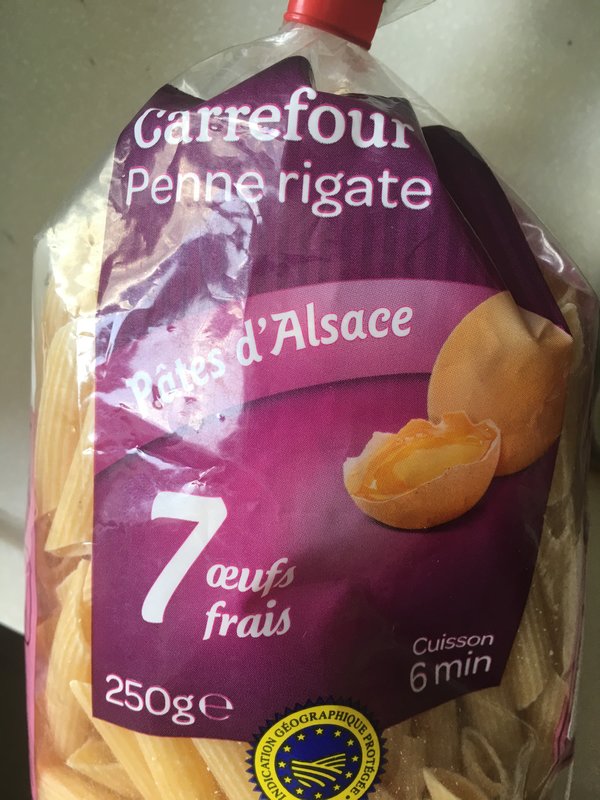 Carrefour
Penne rigate
Pâtes d'Alsace
7 œufs
frais
Cuisson
6 min
250g℮
INDICATION GÉOGRAPHIQUE PROTÉGÉE